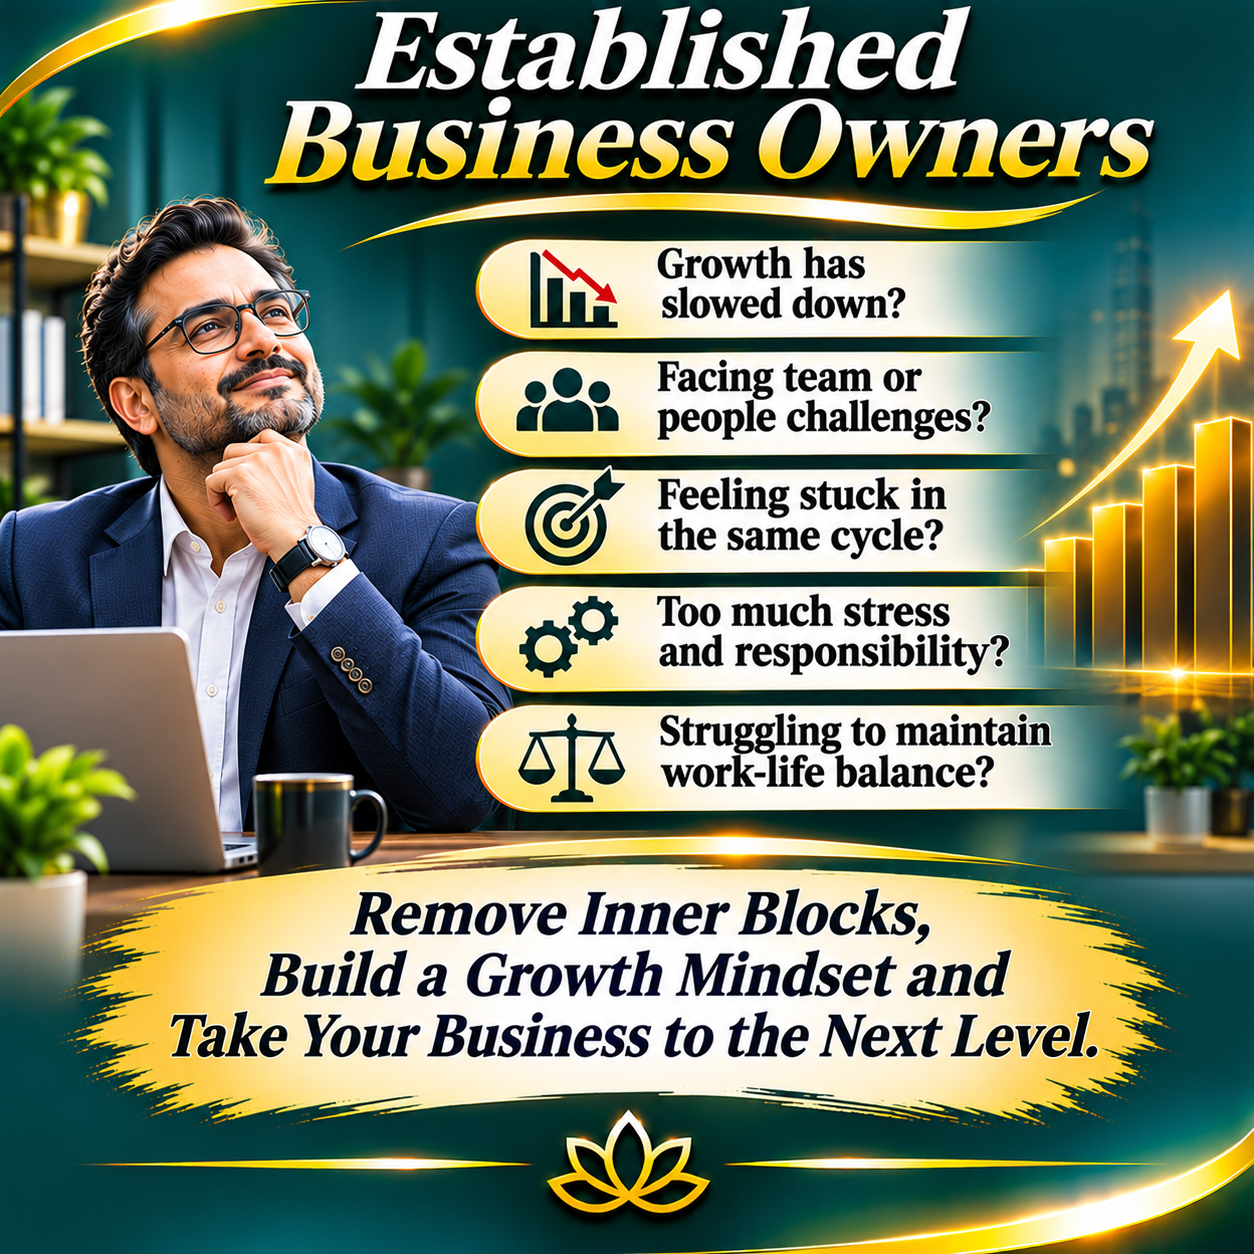 Established
Business Owners
Growth has
slowed down?
Facing team or
people challenges?
Feeling stuck in
the same cycle?
Too much stress
and responsibility?
Struggling to maintain
work-life balance?
Remove Inner Blocks,
Build a Growth Mindset and
Take Your Business to the Next Level.